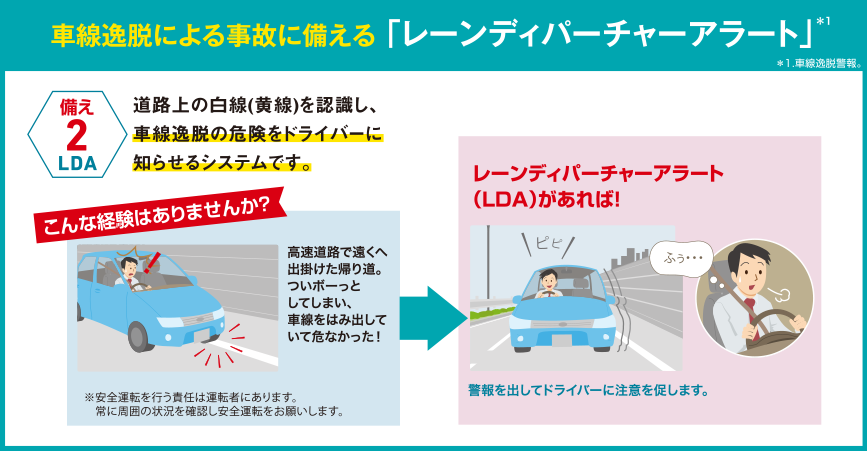 車線逸脱による事故に備える「レーンディパーチャーアラート」*1
*1.車線逸脱警報。
備え
2
LDA
道路上の白線(黄線)を認識し、
車線逸脱の危険をドライバーに
知らせるシステムです。
こんな経験はありませんか?
高速道路で遠くへ
出掛けた帰り道。
ついボーっと
してしまい、
車線をはみ出して
いて危なかった!
※安全運転を行う責任は運転者にあります。
常に周囲の状況を確認し安全運転をお願いします。
レーンディパーチャーアラート
(LDA)があれば!
ピピ
ふぅ・・・
警報を出してドライバーに注意を促します。